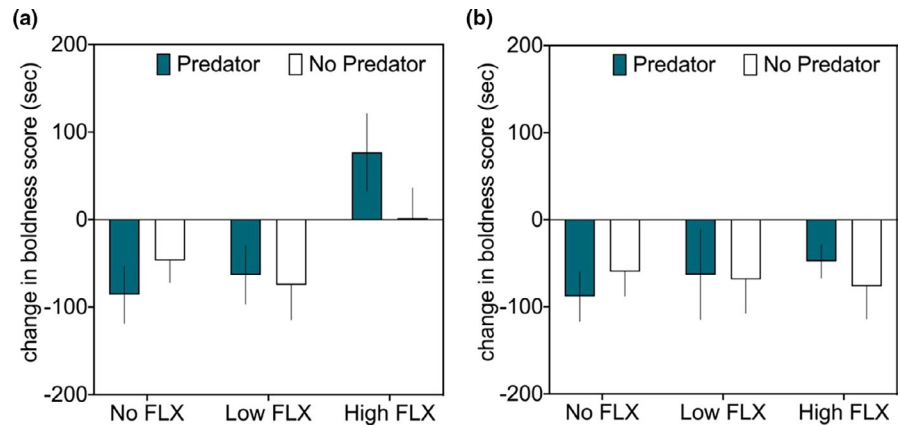 (a)
change in boldness score (sec)
200
100
0
-100
-200
Predator
No Predator
No FLX
Low FLX
High FLX
(b)
change in boldness score (sec)
200
100
0
-100
-200
Predator
No Predator
No FLX
Low FLX
High FLX